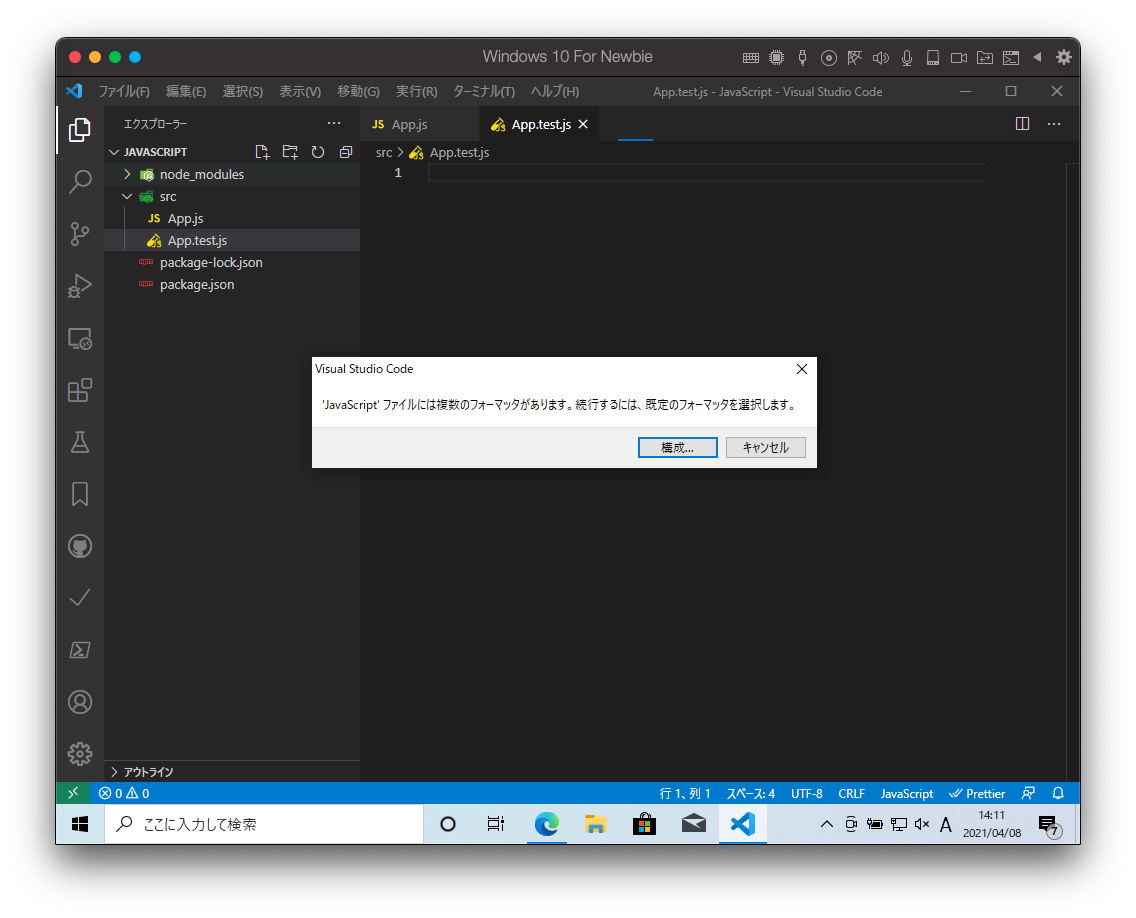 Windows 10 For Newbie
ファイル(F) 編集(E) 選択(S) 表示(V) 移動(G) 実行(R) ターミナル(T) ヘルプ(H) App.test.js - JavaScript - Visual Studio Code
エクスプローラー
JS App.js
App.test.js
JAVASCRIPT
src > App.test.js
node_modules
1
src
JS App.js
App.test.js
package-lock.json
package.json
Visual Studio Code
'JavaScript' ファイルには複数のフォーマッタがあります。続行するには、既定のフォーマッタを選択します。
構成...
キャンセル
アウトライン
0 0
行 1、列 1 スペース: 4 UTF-8 CRLF JavaScript Prettier
ここに入力して検索
A
14:11
2021/04/08
7